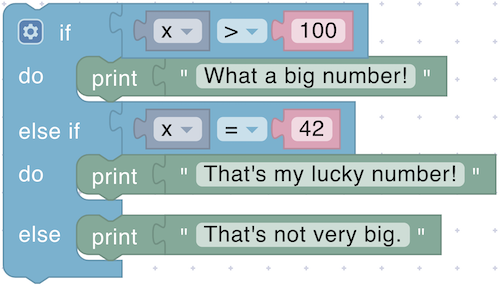 if x > 100
do print " What a big number! "
else if x = 42
do print " That's my lucky number! "
else print " That's not very big. "